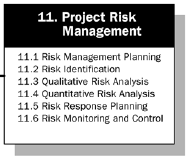 11. Project Risk
Management
11.1 Risk Management Planning
11.2 Risk Identification
11.3 Qualitative Risk Analysis
11.4 Quantitative Risk Analysis
11.5 Risk Response Planning
11.6 Risk Monitoring and Control